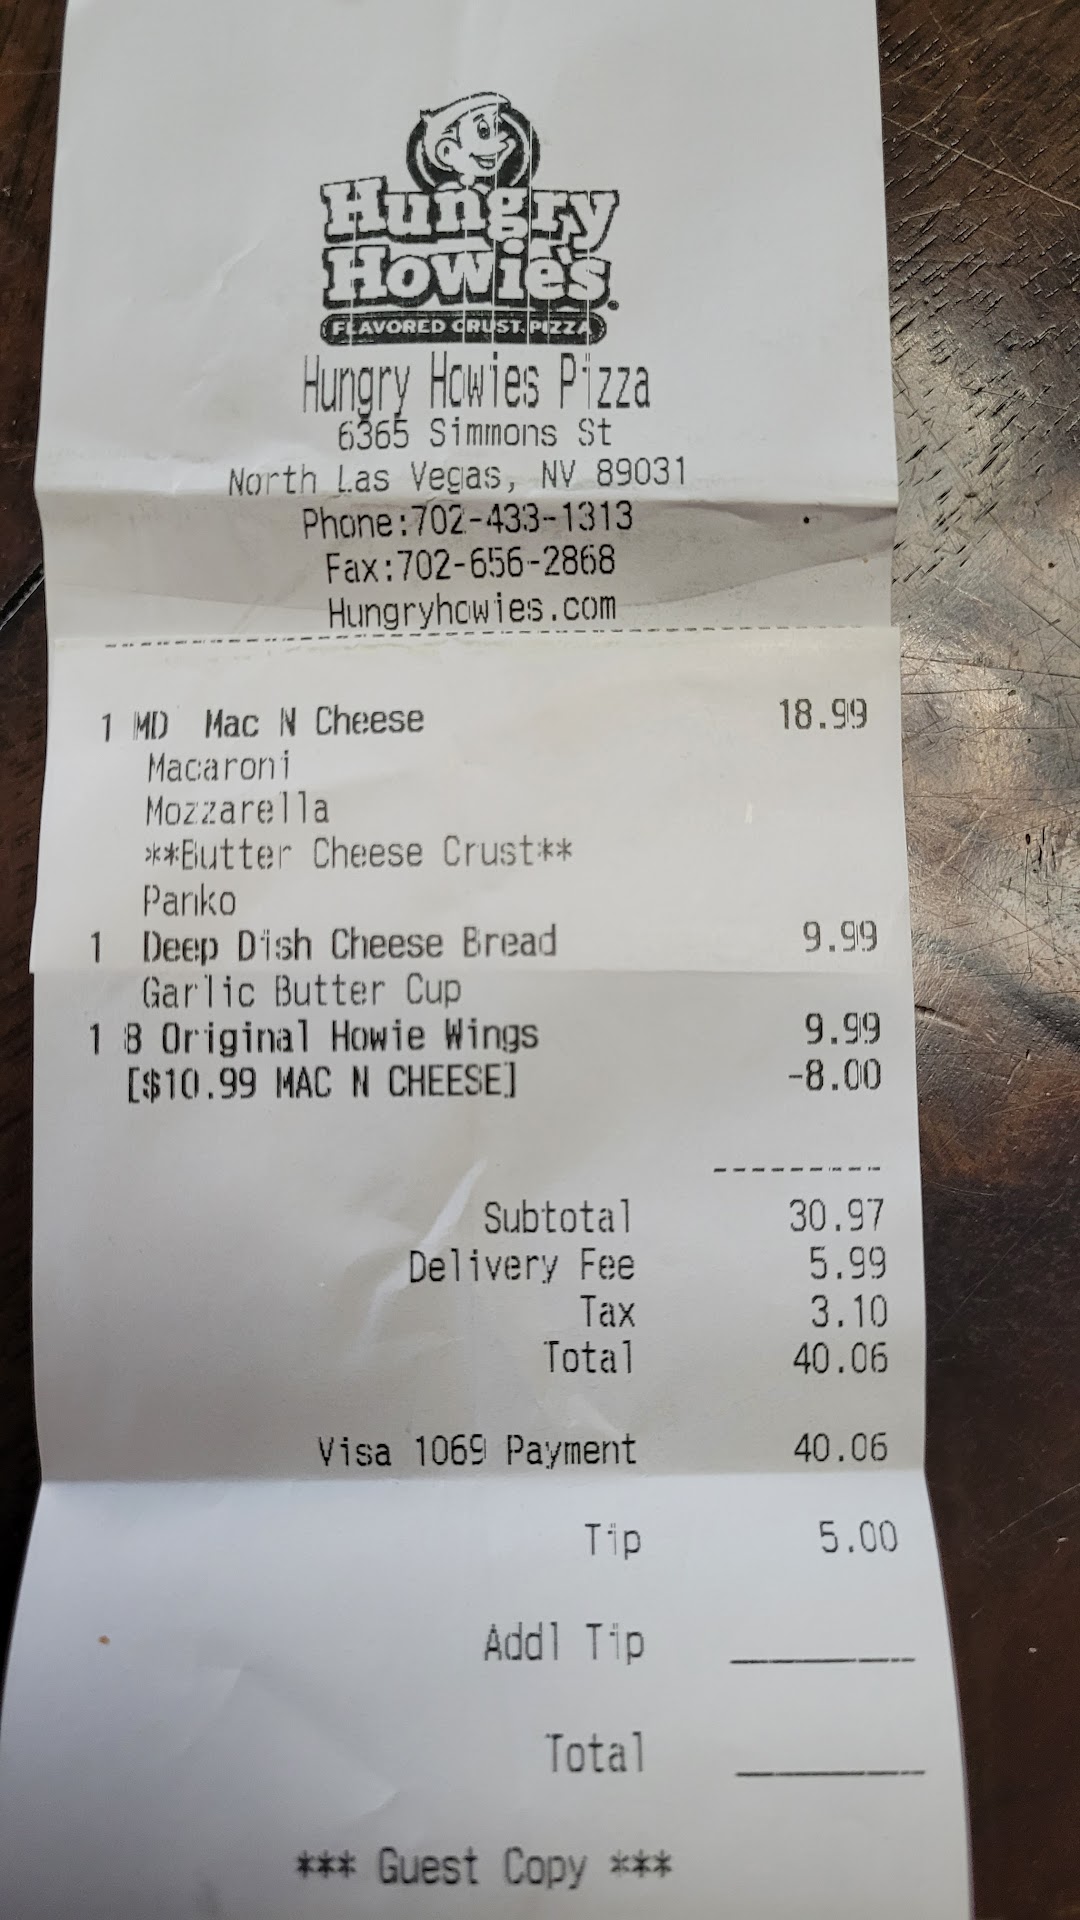 Hungry
Howie's
FLAVORED CRUST PIZZA
Hungry Howies Pizza
6365 Simmons St
North Las Vegas, NV 89031
Phone:702-433-1313
Fax:702-656-2868
Hungryhowies.com
1 MD Mac N Cheese 18.99
Macaroni
Mozzarella
**Butter Cheese Crust**
Panko
1 Deep Dish Cheese Bread 9.99
Garlic Butter Cup
1 8 Original Howie Wings 9.99
[$10.99 MAC N CHEESE] -8.00
Subtotal 30.97
Delivery Fee 5.99
Tax 3.10
Total 40.06
Visa 1069 Payment 40.06
Tip 5.00
Addl Tip
Total
*** Guest Copy ***